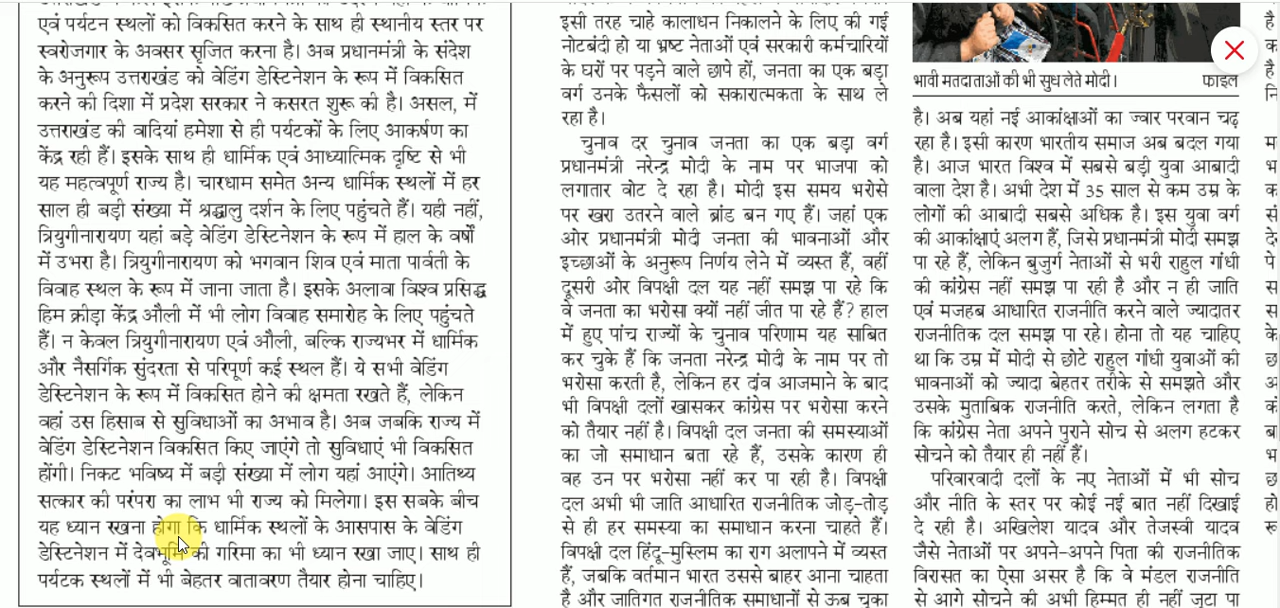 एवं पर्यटन स्थलों को विकसित करने के साथ ही स्थानीय स्तर पर
स्वरोजगार के अवसर सृजित करना है। अब प्रधानमंत्री के संदेश
के अनुरूप उत्तराखंड को वेडिंग डेस्टिनेशन के रूप में विकसित
करने की दिशा में प्रदेश सरकार ने कसरत शुरू की है। असल, में
उत्तराखंड की वादियां हमेशा से ही पर्यटकों के लिए आकर्षण का
केंद्र रही हैं। इसके साथ ही धार्मिक एवं आध्यात्मिक दृष्टि से भी
यह महत्वपूर्ण राज्य है। चारधाम समेत अन्य धार्मिक स्थलों में हर
साल ही बड़ी संख्या में श्रद्धालु दर्शन के लिए पहुंचते हैं। यही नहीं,
त्रियुगीनारायण यहां बड़े वेडिंग डेस्टिनेशन के रूप में हाल के वर्षों
में उभरा है। त्रियुगीनारायण को भगवान शिव एवं माता पार्वती के
विवाह स्थल के रूप में जाना जाता है। इसके अलावा विश्व प्रसिद्ध
हिम क्रीड़ा केंद्र औली में भी लोग विवाह समारोह के लिए पहुंचते
हैं। न केवल त्रियुगीनारायण एवं औली, बल्कि राज्यभर में धार्मिक
और नैसर्गिक सुंदरता से परिपूर्ण कई स्थल हैं। ये सभी वेडिंग
डेस्टिनेशन के रूप में विकसित होने की क्षमता रखते हैं, लेकिन
वहां उस हिसाब से सुविधाओं का अभाव है। अब जबकि राज्य में
वेडिंग डेस्टिनेशन विकसित किए जाएंगे तो सुविधाएं भी विकसित
होंगी। निकट भविष्य में बड़ी संख्या में लोग यहां आएंगे। आतिथ्य
सत्कार की परंपरा का लाभ भी राज्य को मिलेगा। इस सबके बीच
यह ध्यान रखना होगा कि धार्मिक स्थलों के आसपास के वेडिंग
डेस्टिनेशन में देवभूमि की गरिमा का भी ध्यान रखा जाए। साथ ही
पर्यटक स्थलों में भी बेहतर वातावरण तैयार होना चाहिए।
इसी तरह चाहे कालाधन निकालने के लिए की गई
नोटबंदी हो या भ्रष्ट नेताओं एवं सरकारी कर्मचारियों
के घरों पर पड़ने वाले छापे हों, जनता का एक बड़ा
वर्ग उनके फैसलों को सकारात्मकता के साथ ले
रहा है।
चुनाव दर चुनाव जनता का एक बड़ा वर्ग
प्रधानमंत्री नरेन्द्र मोदी के नाम पर भाजपा को
लगातार वोट दे रहा है। मोदी इस समय भरोसे
पर खरा उतरने वाले ब्रांड बन गए हैं। जहां एक
ओर प्रधानमंत्री मोदी जनता की भावनाओं और
इच्छाओं के अनुरूप निर्णय लेने में व्यस्त हैं, वहीं
दूसरी ओर विपक्षी दल यह नहीं समझ पा रहे कि
वे जनता का भरोसा क्यों नहीं जीत पा रहे हैं? हाल
में हुए पांच राज्यों के चुनाव परिणाम यह साबित
कर चुके हैं कि जनता नरेन्द्र मोदी के नाम पर तो
भरोसा करती है, लेकिन हर दांव आजमाने के बाद
भी विपक्षी दलों खासकर कांग्रेस पर भरोसा करने
को तैयार नहीं है। विपक्षी दल जनता की समस्याओं
का जो समाधान बता रहे हैं, उसके कारण ही
वह उन पर भरोसा नहीं कर पा रही है। विपक्षी
दल अभी भी जाति आधारित राजनीतिक जोड़-तोड़
से ही हर समस्या का समाधान करना चाहते हैं।
विपक्षी दल हिंदू-मुस्लिम का राग अलापने में व्यस्त
हैं, जबकि वर्तमान भारत उससे बाहर आना चाहता
है और जातिगत राजनीतिक समाधानों से ऊब चुका
भावी मतदाताओं की भी सुध लेते मोदी। फाइल
है। अब यहां नई आकांक्षाओं का ज्वार परवान चढ़
रहा है। इसी कारण भारतीय समाज अब बदल गया
है। आज भारत विश्व में सबसे बड़ी युवा आबादी
वाला देश है। अभी देश में 35 साल से कम उम्र के
लोगों की आबादी सबसे अधिक है। इस युवा वर्ग
की आकांक्षाएं अलग हैं, जिसे प्रधानमंत्री मोदी समझ
पा रहे हैं, लेकिन बुजुर्ग नेताओं से भरी राहुल गांधी
की कांग्रेस नहीं समझ पा रही है और न ही जाति
एवं मजहब आधारित राजनीति करने वाले ज्यादातर
राजनीतिक दल समझ पा रहे। होना तो यह चाहिए
था कि उम्र में मोदी से छोटे राहुल गांधी युवाओं की
भावनाओं को ज्यादा बेहतर तरीके से समझते और
उसके मुताबिक राजनीति करते, लेकिन लगता है
कि कांग्रेस नेता अपने पुराने सोच से अलग हटकर
सोचने को तैयार ही नहीं हैं।
परिवारवादी दलों के नए नेताओं में भी सोच
और नीति के स्तर पर कोई नई बात नहीं दिखाई
दे रही है। अखिलेश यादव और तेजस्वी यादव
जैसे नेताओं पर अपने-अपने पिता की राजनीतिक
विरासत का ऐसा असर है कि वे मंडल राजनीति
से आगे सोचने की अभी हिम्मत ही नहीं जुटा पा